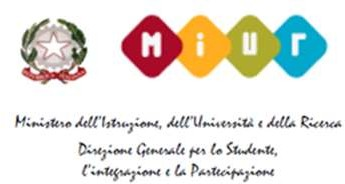 MIUR
Ministero dell'Istruzione, dell'Università e della Ricerca
Direzione Generale per lo Studente,
l'integrazione e la Partecipazione